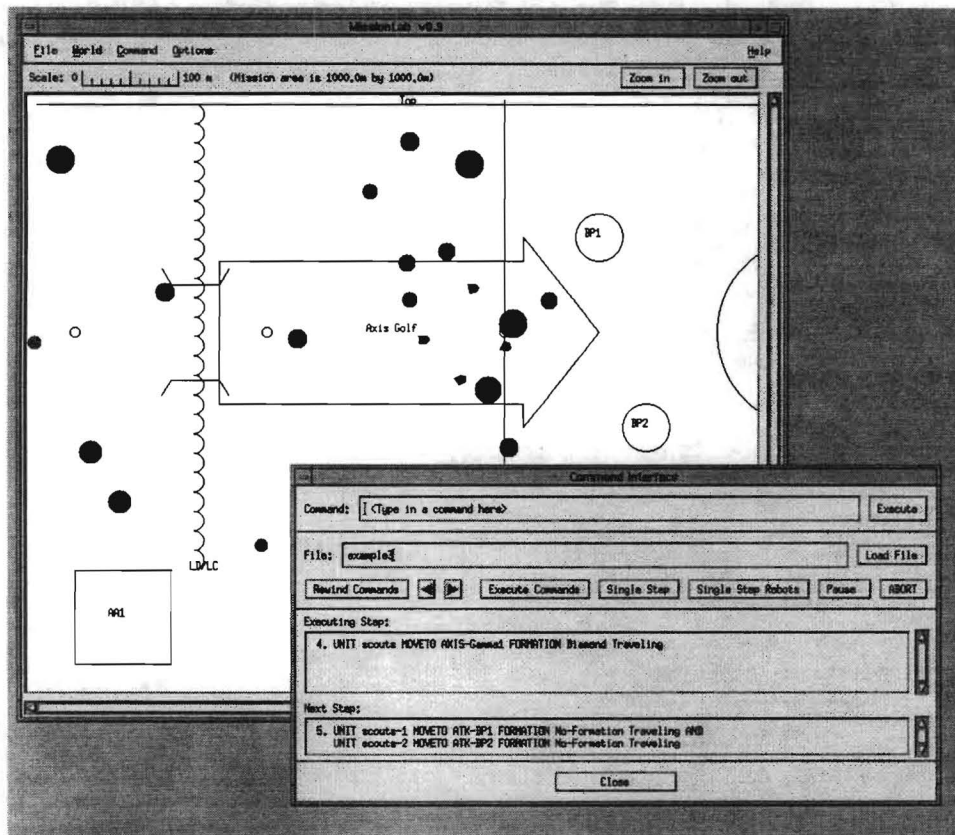 MissionLab v0.9
File World Command Options Help
Scale: 0 100 m (Mission area is 1000.0m by 1000.0m) Zoom in Zoom out
Top
BP1
Axis Golf
BP2
LD/LC
AA1
Command Interface
Command: <Type in a command here> Execute
File: example3 Load File
Rewind Commands Execute Commands Single Step Single Step Robots Pause ABORT
Executing Step:
4. UNIT scouts MOVETO AXIS-Gamma1 FORMATION Diamond Traveling
Next Step:
5. UNIT scouts-1 MOVETO ATK-BP1 FORMATION No-Formation Traveling AND
UNIT scouts-2 MOVETO ATK-BP2 FORMATION No-Formation Traveling
Close